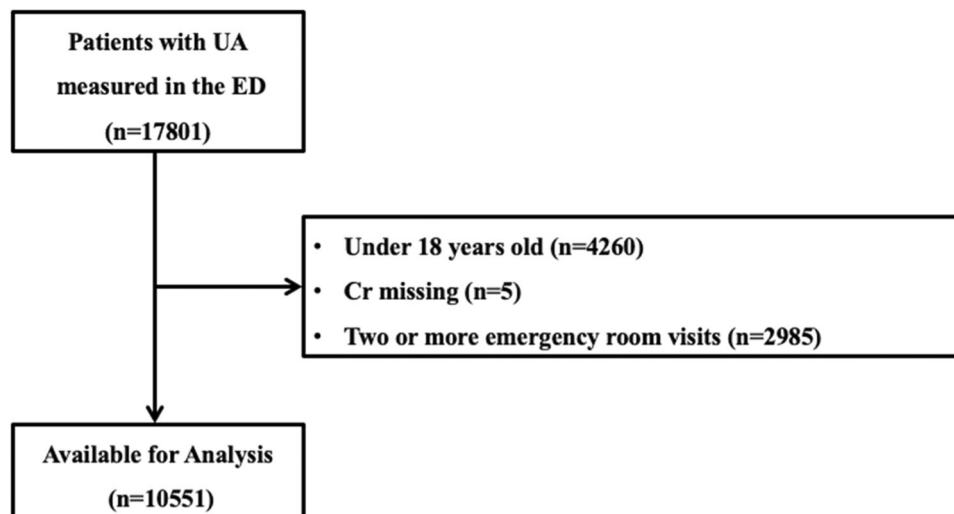 Patients with UA
measured in the ED
(n=17801)
• Under 18 years old (n=4260)
• Cr missing (n=5)
• Two or more emergency room visits (n=2985)
Available for Analysis
(n=10551)